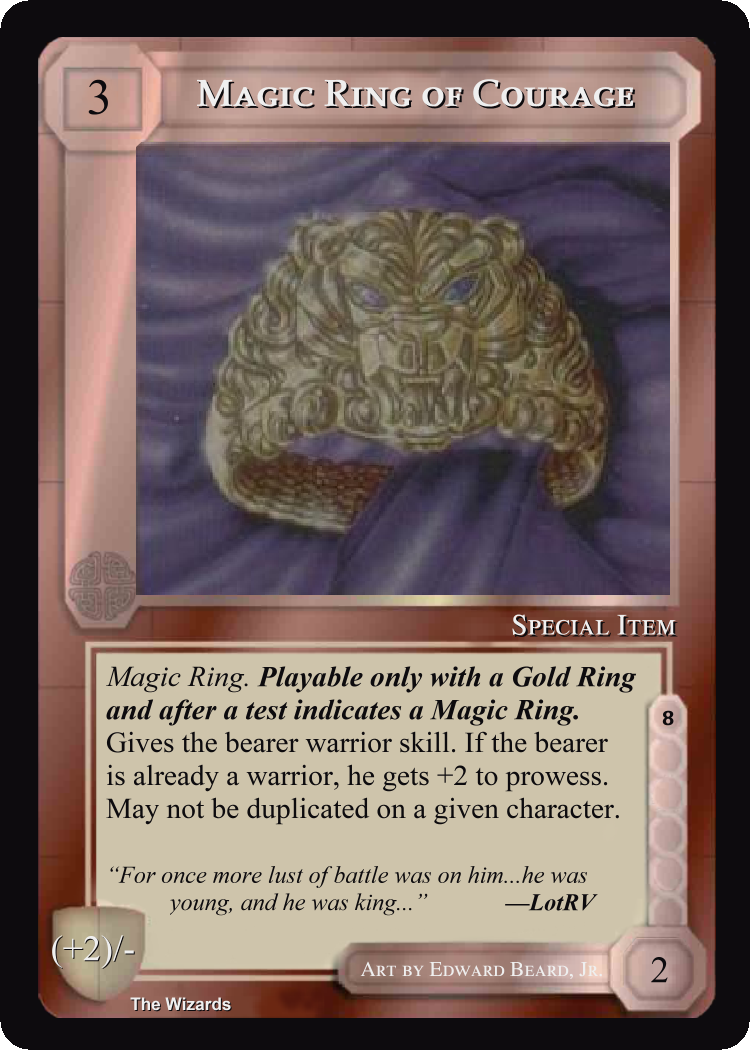 3
Magic Ring of Courage
Special Item
Magic Ring. Playable only with a Gold Ring
and after a test indicates a Magic Ring.
Gives the bearer warrior skill. If the bearer
is already a warrior, he gets +2 to prowess.
May not be duplicated on a given character.
8
“For once more lust of battle was on him...he was
young, and he was king...” —LotRV
(+2)/-
Art by Edward Beard, Jr.
2
The Wizards